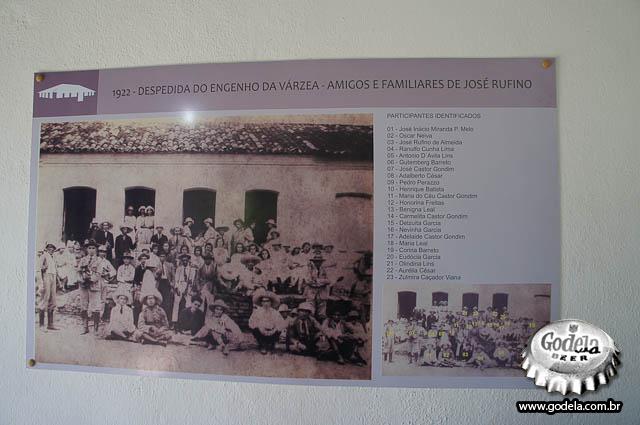 1922 - DESPEDIDA DO ENGENHO DA VÁRZEA - AMIGOS E FAMILIARES DE JOSÉ RUFINO
PARTICIPANTES IDENTIFICADOS
01 - José Inácio Miranda P. Melo
02 - Oscar Neiva
03 - José Rufino de Almeida
04 - Ranulfo Cunha Lima
05 - Antonio D'Avila Lins
06 - Gutemberg Barreto
07 - José Castor Gondim
08 - Adalberto César
09 - Pedro Perazzo
10 - Henrique Batista
11 - Maria do Céu Castor Gondim
12 - Honorina Freitas
13 - Benigna Leal
14 - Carmelita Castor Gondim
15 - Delzuita Garcia
16 - Nevinha Garcia
17 - Adelaide Castor Gondim
18 - Maria Leal
19 - Corina Barreto
20 - Eudócia Garcia
21 - Olindina Lins
22 - Aurélia César
23 - Zulmira Caçador Viana
Godela
BEER
www.godela.com.br